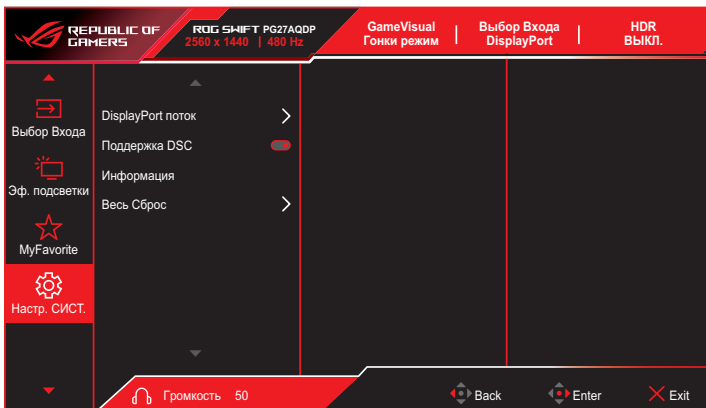 REPUBLIC OF
GAMERS
ROG SWIFT PG27AQDP
2560 x 1440 | 480 Hz
GameVisual
Гонки режим
Выбор Входа
DisplayPort
HDR
ВЫКЛ.
Выбор Входа
Эф. подсветки
MyFavorite
Настр. СИСТ.
DisplayPort поток
Поддержка DSC
Информация
Весь Сброс
Громкость 50
Back
Enter
Exit